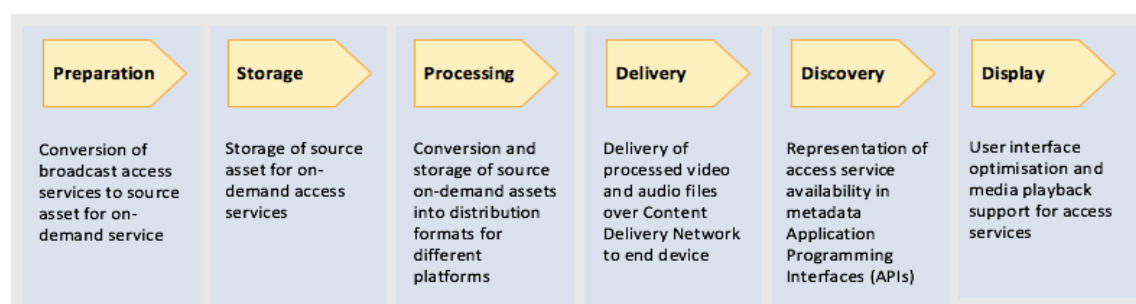 Preparation
Conversion of
broadcast access
services to source
asset for on-
demand service
Storage
Storage of source
asset for on-
demand access
services
Processing
Conversion and
storage of source
on-demand assets
into distribution
formats for
different
platforms
Delivery
Delivery of
processed video
and audio files
over Content
Delivery Network
to end device
Discovery
Representation of
access service
availability in
metadata
Application
Programming
Interfaces (APIs)
Display
User interface
optimisation and
media playback
support for access
services